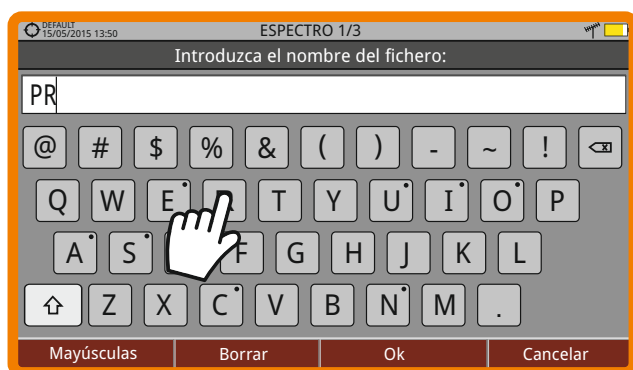 DEFAULT
15/05/2015 13:50
ESPECTRO 1/3
Introduzca el nombre del fichero:
PR
@ # $ % & ( ) - ~ !
Q W E T Y U I O P
A S F G H J K L
Z X C V B N M .
Mayúsculas Borrar Ok Cancelar